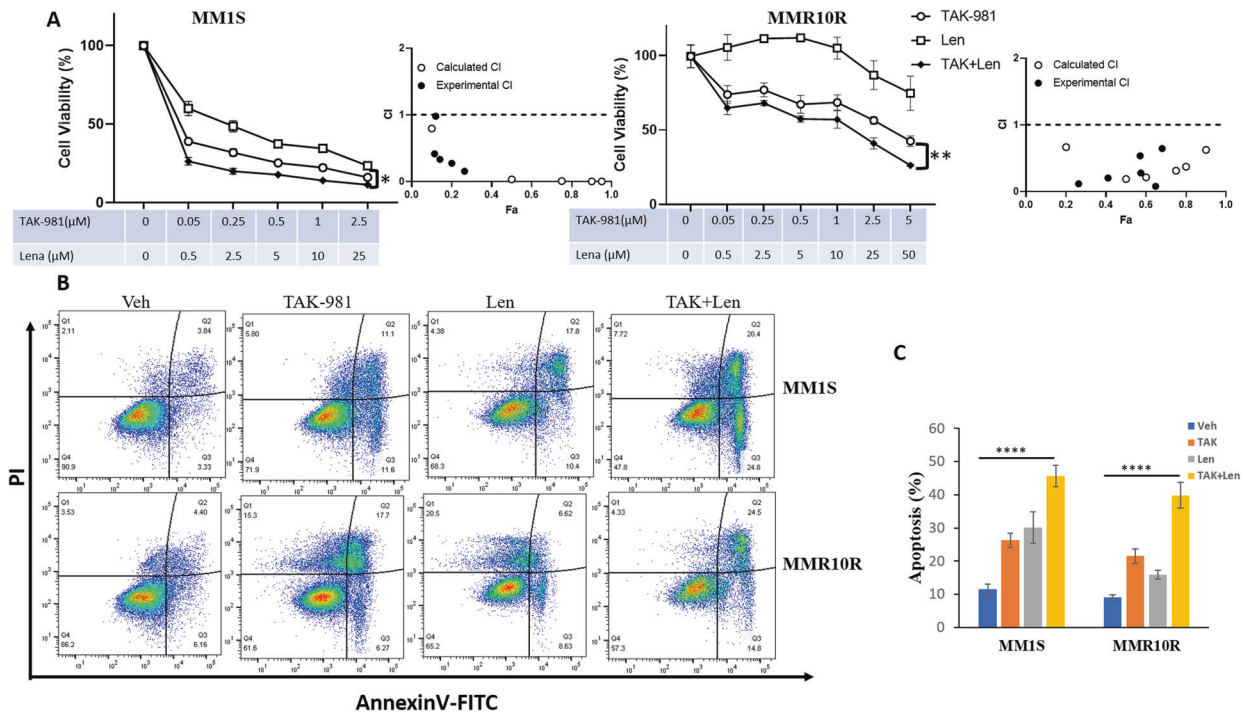 A
MM1S
Cell Viability (%)
100
50
0
CI
2
1
0
0.0 0.2 0.4 0.6 0.8 1.0
Fa
Calculated CI
Experimental CI
*
TAK-981(µM) 0 0.05 0.25 0.5 1 2.5
Lena (µM) 0 0.5 2.5 5 10 25
MMR10R
Cell Viability (%)
100
50
0
**
TAK-981
Len
TAK+Len
CI
2
1
0
0.0 0.2 0.4 0.6 0.8 1.0
Fa
Calculated CI
Experimental CI
TAK-981(µM) 0 0.05 0.25 0.5 1 2.5 5
Lena (µM) 0 0.5 2.5 5 10 25 50
B
Veh TAK-981 Len TAK+Len
Q1 2.11 Q2 3.84 Q4 90.9 Q3 3.33
Q1 5.80 Q2 11.1 Q4 71.9 Q3 11.6
Q1 4.38 Q2 17.8 Q4 68.3 Q3 10.4
Q1 7.72 Q2 20.4 Q4 47.8 Q3 24.8
MM1S
Q1 3.53 Q2 4.40 Q4 86.2 Q3 6.16
Q1 15.3 Q2 17.7 Q4 61.6 Q3 6.27
Q1 20.5 Q2 6.62 Q4 65.2 Q3 8.63
Q1 4.33 Q2 24.5 Q4 57.3 Q3 14.8
MMR10R
PI
AnnexinV-FITC
C
Veh
TAK
Len
TAK+Len
Apoptosis (%)
60
50
40
30
20
10
0
**** ****
MM1S MMR10R